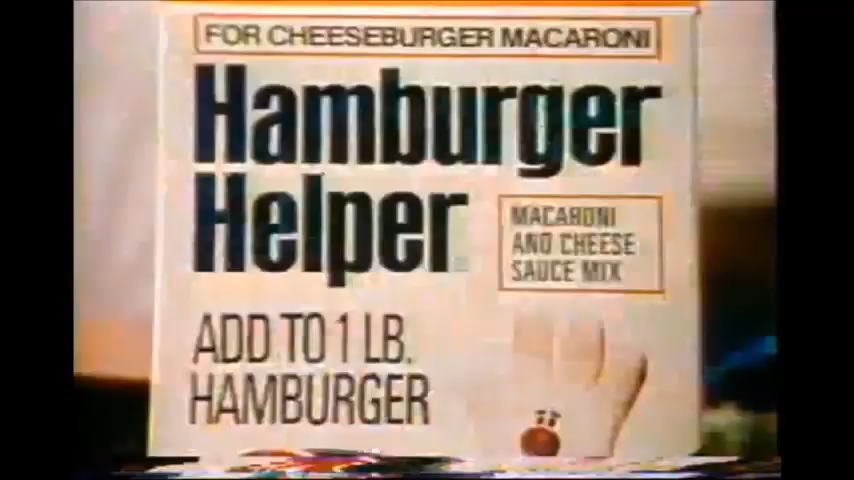 FOR CHEESEBURGER MACARONI
Hamburger
Helper
MACARONI
AND CHEESE
SAUCE MIX
ADD TO 1 LB.
HAMBURGER